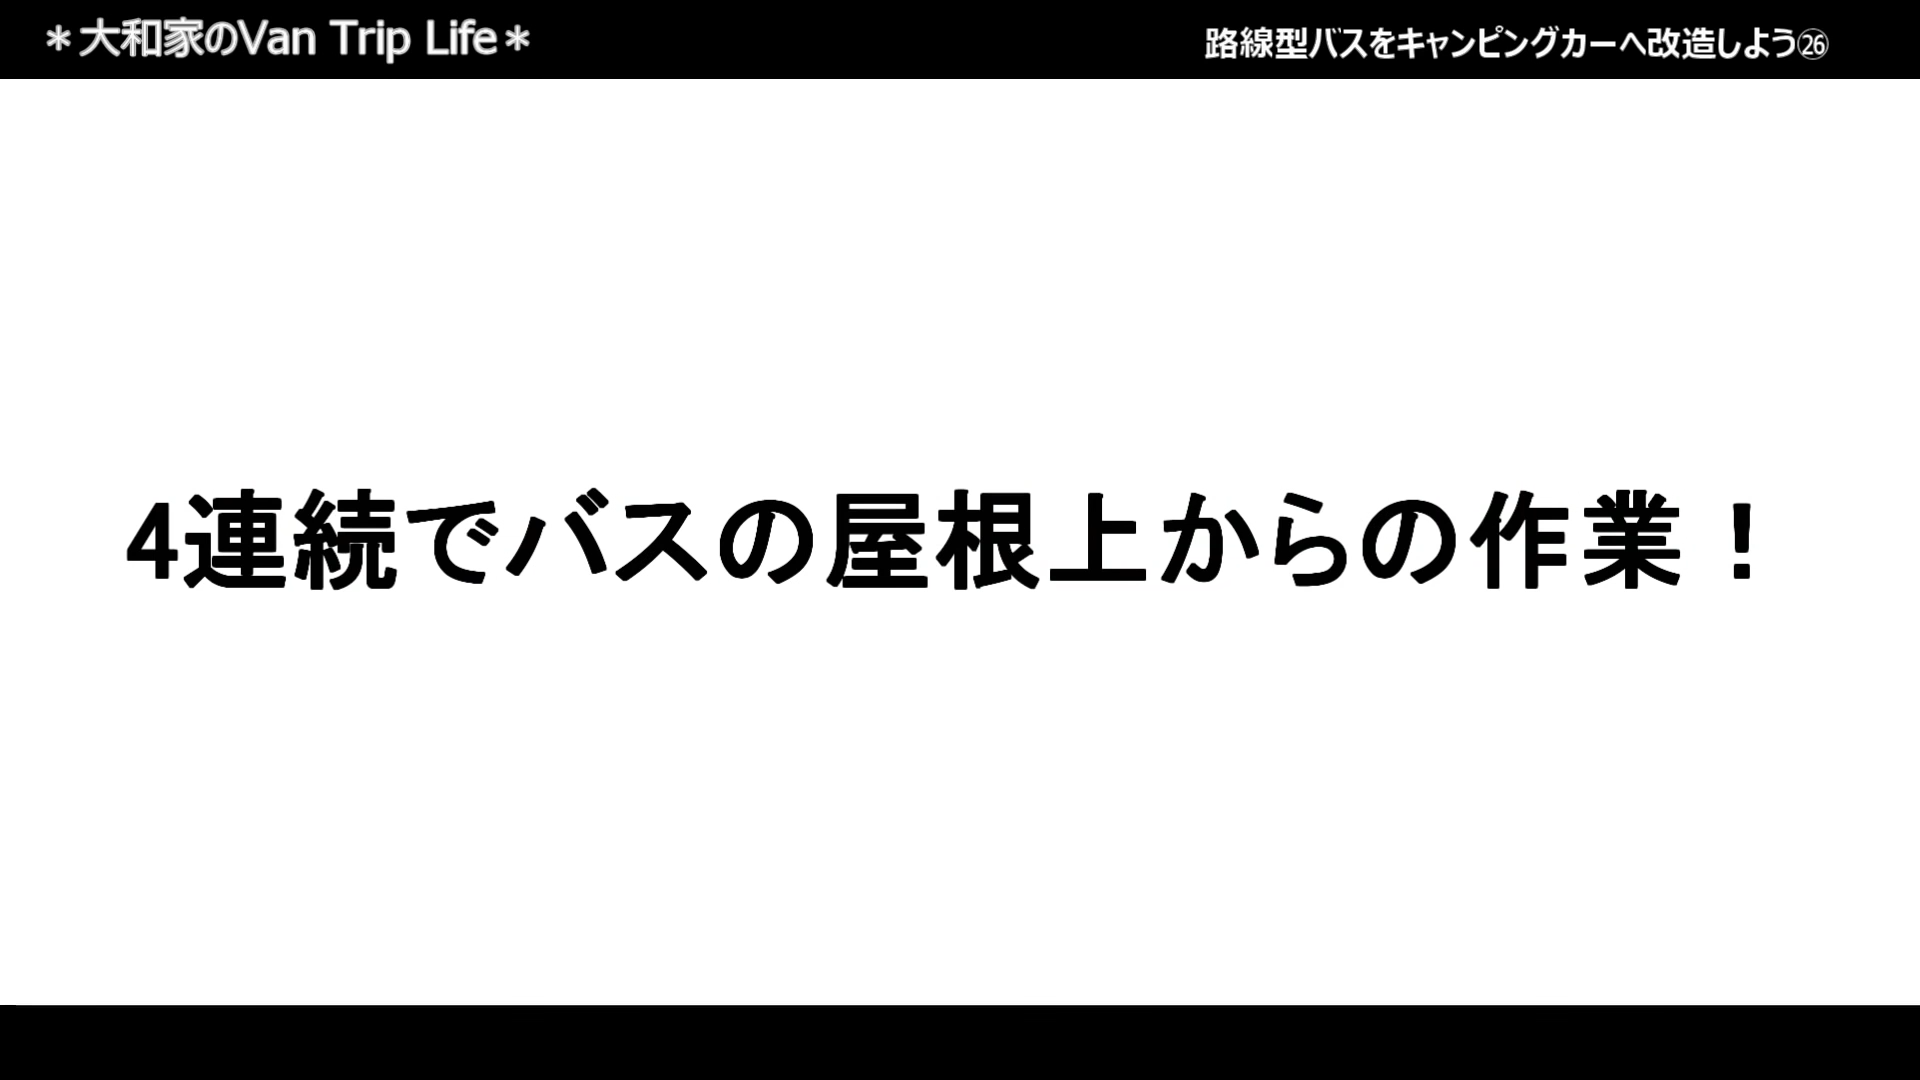 ＊大和家のVan Trip Life＊
路線型バスをキャンピングカーへ改造しよう㉖
4連続でバスの屋根上からの作業！